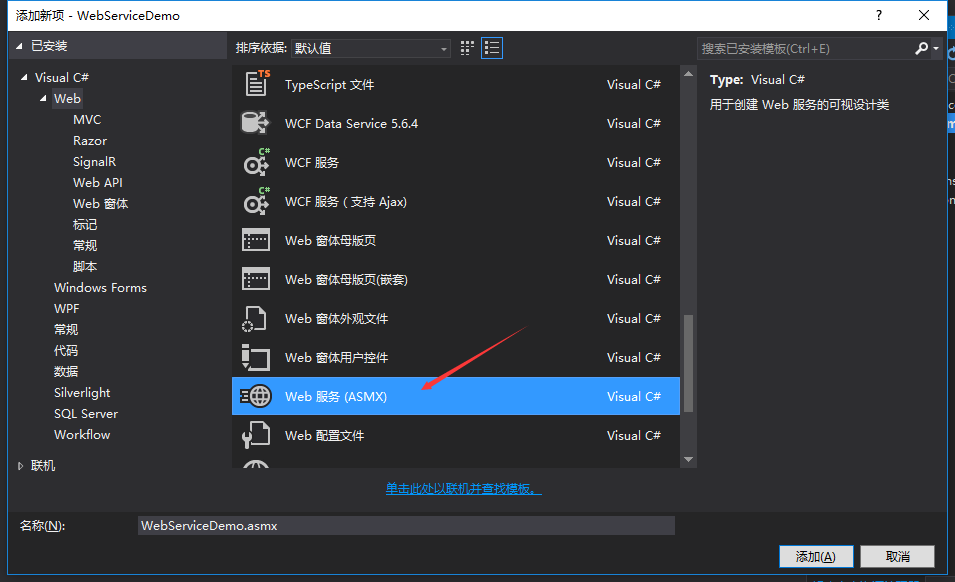 添加新项 - WebServiceDemo
?
已安装
排序依据: 默认值
搜索已安装模板(Ctrl+E)
Visual C#
Web
MVC
Razor
SignalR
Web API
Web 窗体
标记
常规
脚本
Windows Forms
WPF
常规
代码
数据
Silverlight
SQL Server
Workflow
联机
TypeScript 文件 Visual C#
WCF Data Service 5.6.4 Visual C#
WCF 服务 Visual C#
WCF 服务 ( 支持 Ajax) Visual C#
Web 窗体母版页 Visual C#
Web 窗体母版页(嵌套) Visual C#
Web 窗体外观文件 Visual C#
Web 窗体用户控件 Visual C#
Web 服务 (ASMX) Visual C#
Web 配置文件 Visual C#
Type: Visual C#
用于创建 Web 服务的可视设计类
单击此处以联机并查找模板。
名称(N): WebServiceDemo.asmx
添加(A) 取消